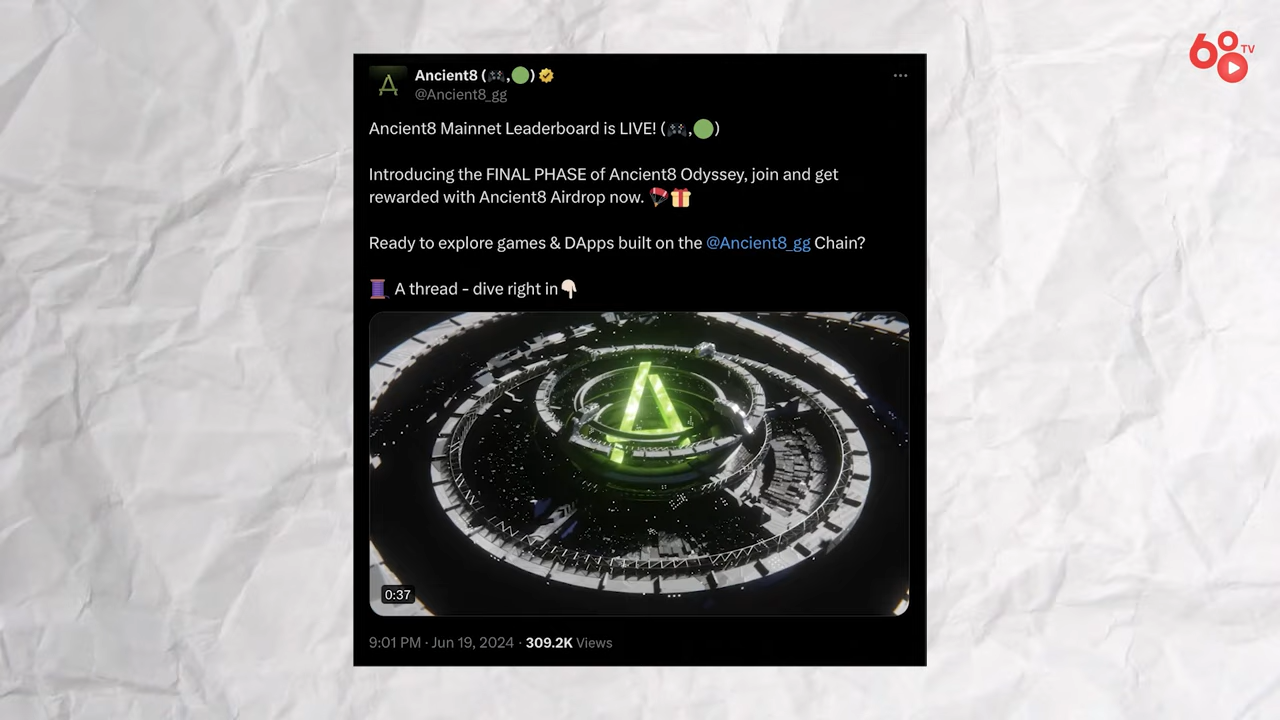 68 TV
Ancient8 (🎮,🟢)
@Ancient8_gg
Ancient8 Mainnet Leaderboard is LIVE! (🎮,🟢)
Introducing the FINAL PHASE of Ancient8 Odyssey, join and get
rewarded with Ancient8 Airdrop now. 🪂🎁
Ready to explore games & DApps built on the @Ancient8_gg Chain?
🧵 A thread - dive right in👇🏻
0:37
9:01 PM · Jun 19, 2024 · 309.2K Views